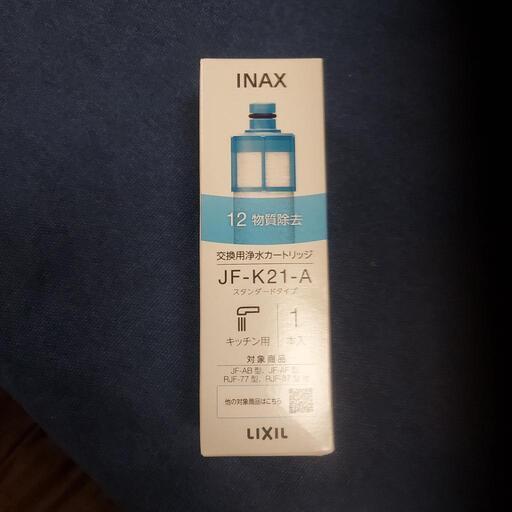 INAX
12 物質除去
交換用浄水カートリッジ
JF-K21-A
スタンダードタイプ
キッチン用
1
本入
対象商品
JF-AB型、JF-AF型、
RJF-77型、RJF-87型 他
他の対象商品はこちら
LIXIL